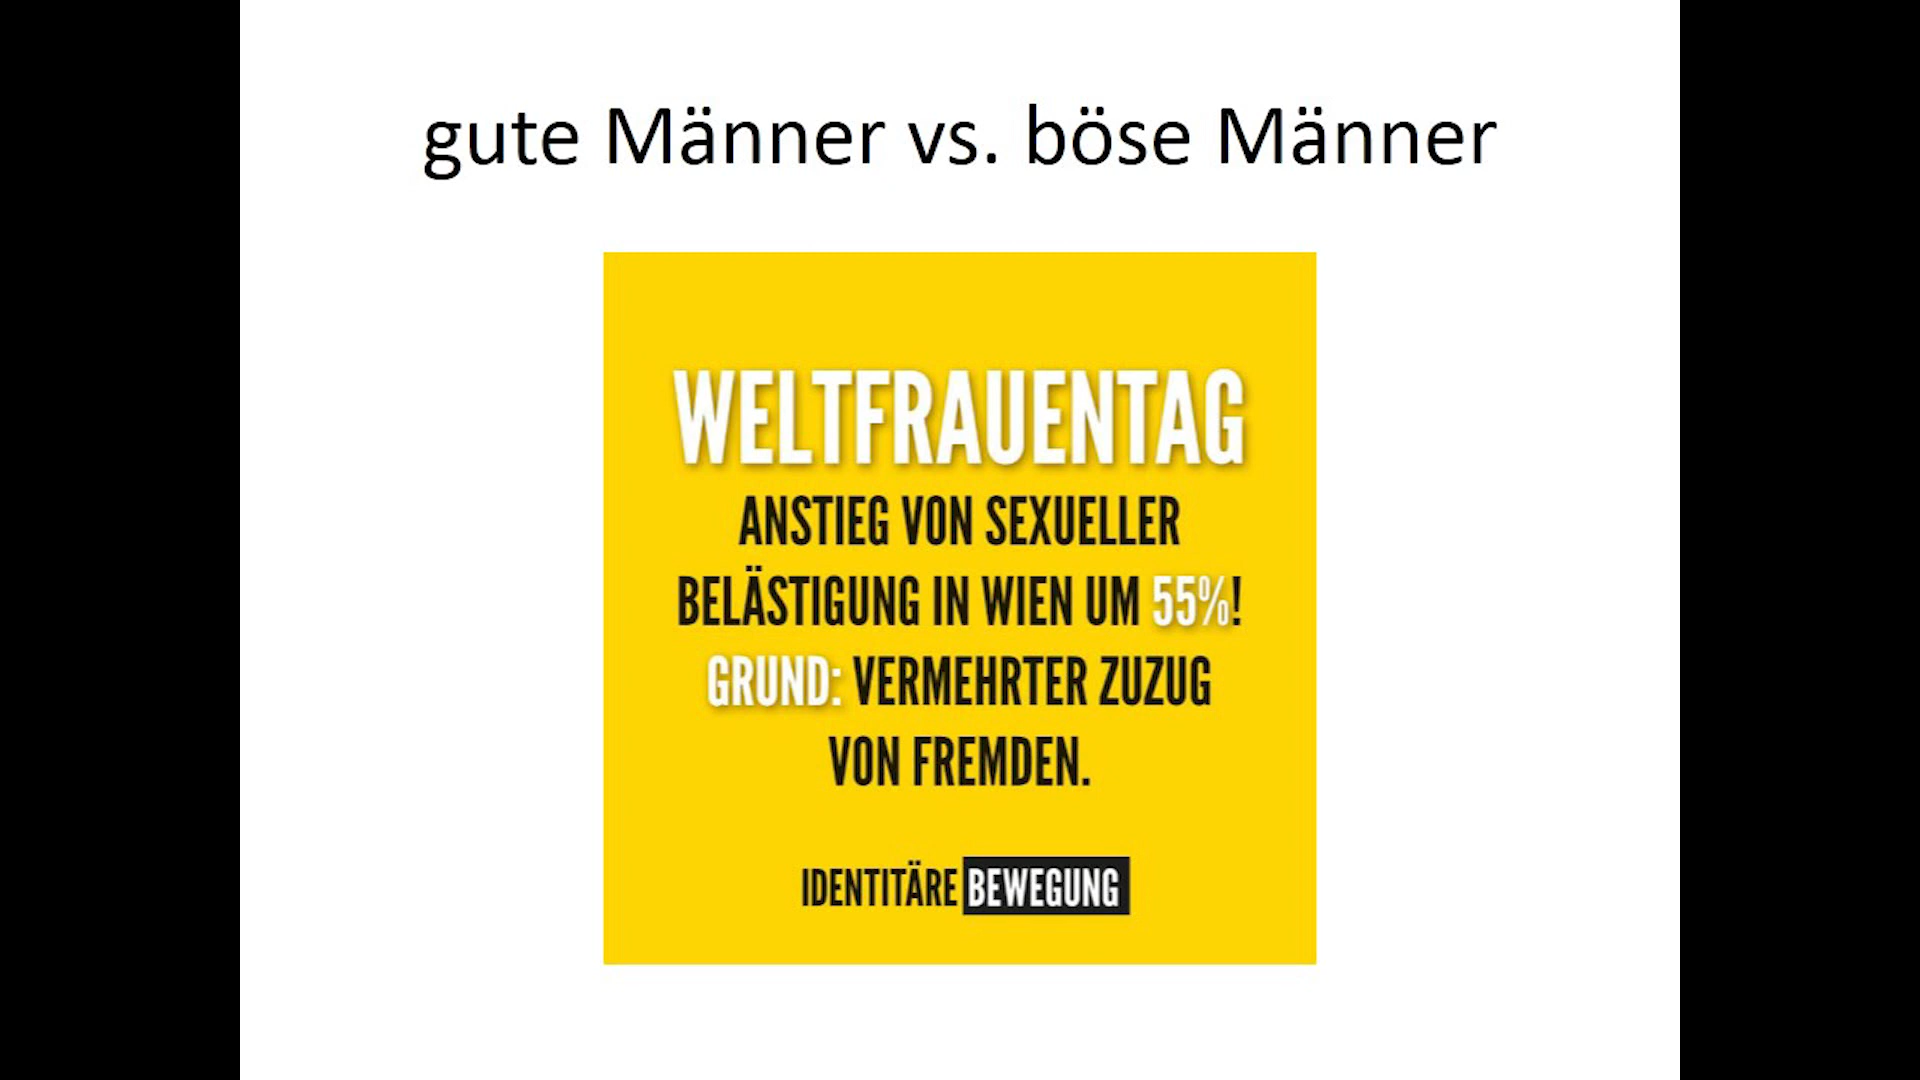 gute Männer vs. böse Männer
WELTFRAUENTAG
ANSTIEG VON SEXUELLER
BELÄSTIGUNG IN WIEN UM 55%!
GRUND: VERMEHRTER ZUZUG
VON FREMDEN.
IDENTITÄRE BEWEGUNG